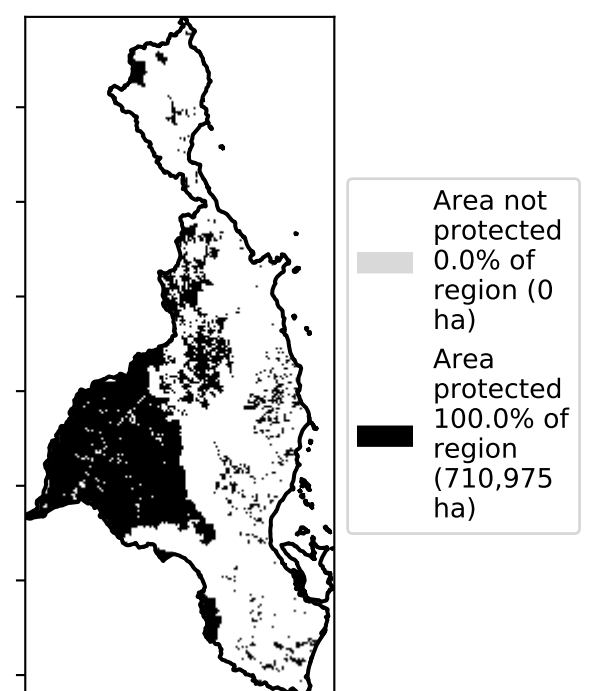 Area not
protected
0.0% of
region (0
ha)
Area
protected
100.0% of
region
(710,975
ha)